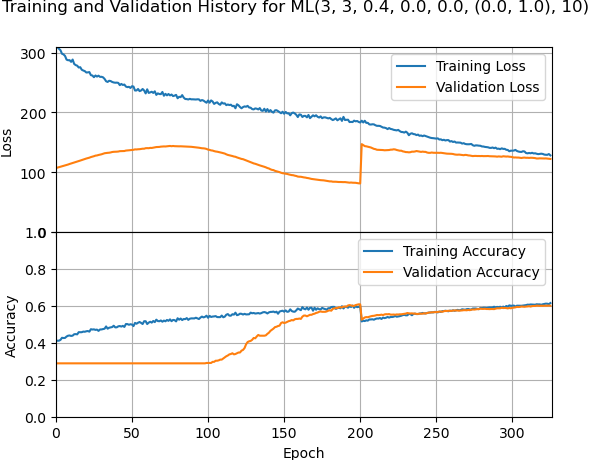 Training and Validation History for ML(3, 3, 0.4, 0.0, 0.0, (0.0, 1.0), 10)
300
200
100
0
Loss
Training Loss
Validation Loss
1.0
0.8
0.6
0.4
0.2
0.0
Accuracy
Training Accuracy
Validation Accuracy
0 50 100 150 200 250 300
Epoch